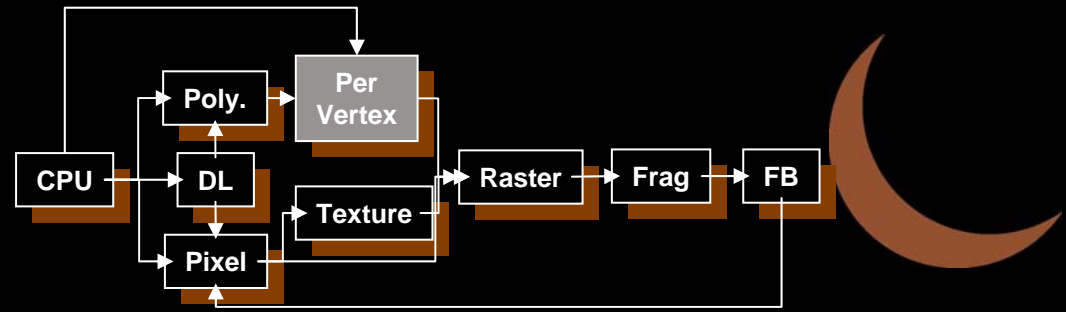 Per
Vertex
Poly.
CPU
DL
Raster
Frag
FB
Texture
Pixel